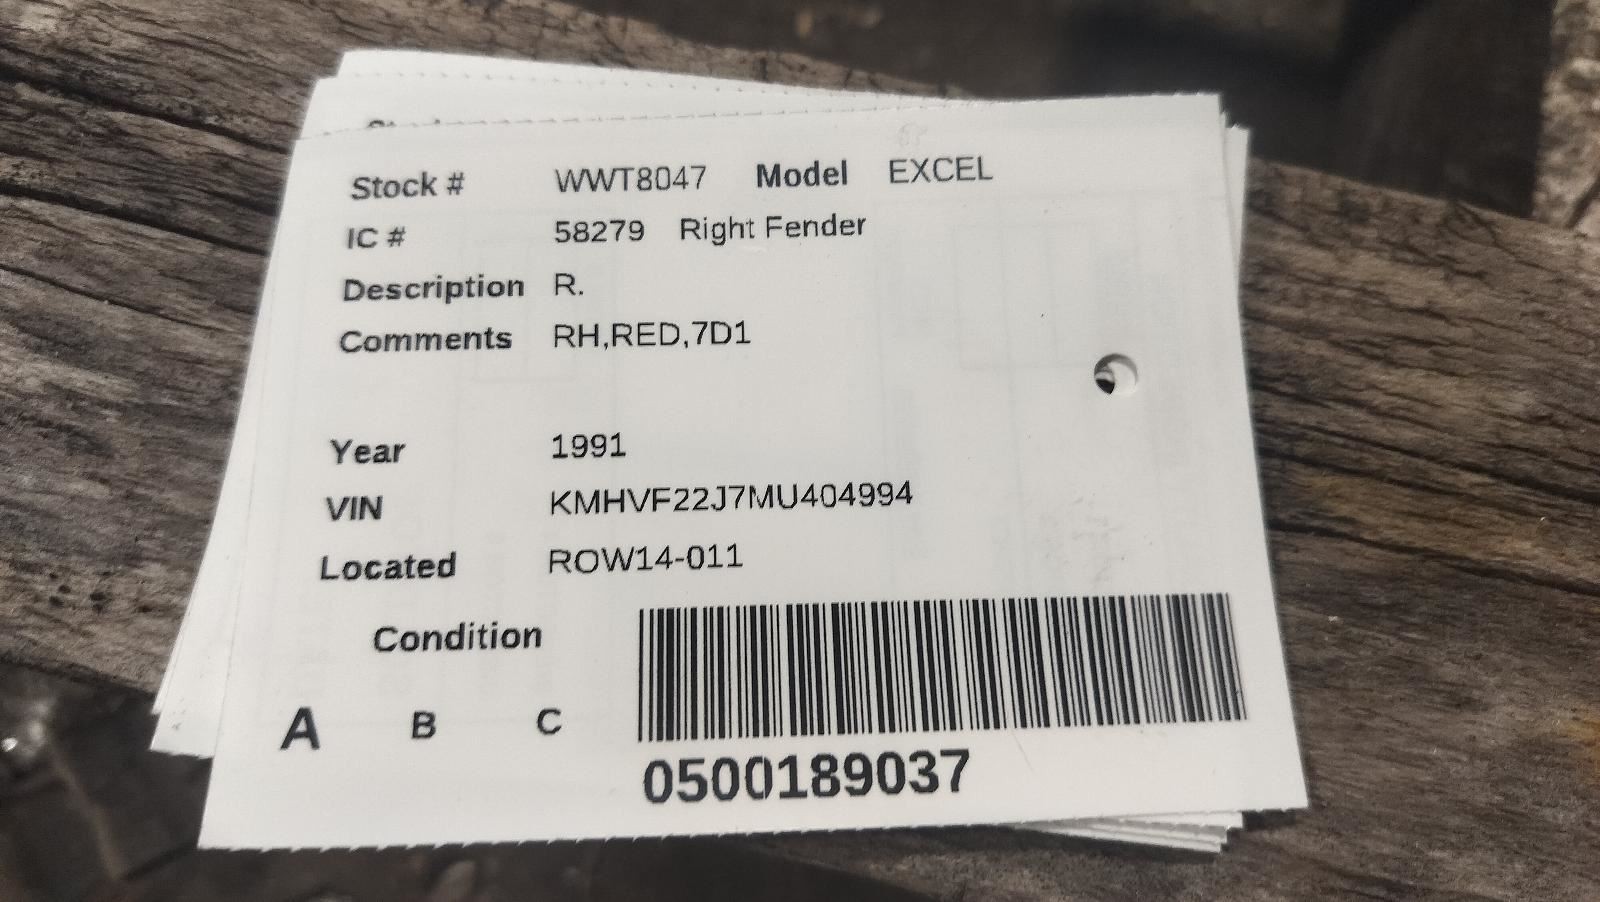 Stock # WWT8047 Model EXCEL
IC # 58279 Right Fender
Description R.
Comments RH,RED,7D1
Year 1991
VIN KMHVF22J7MU404994
Located ROW14-011
Condition
A B C
0500189037